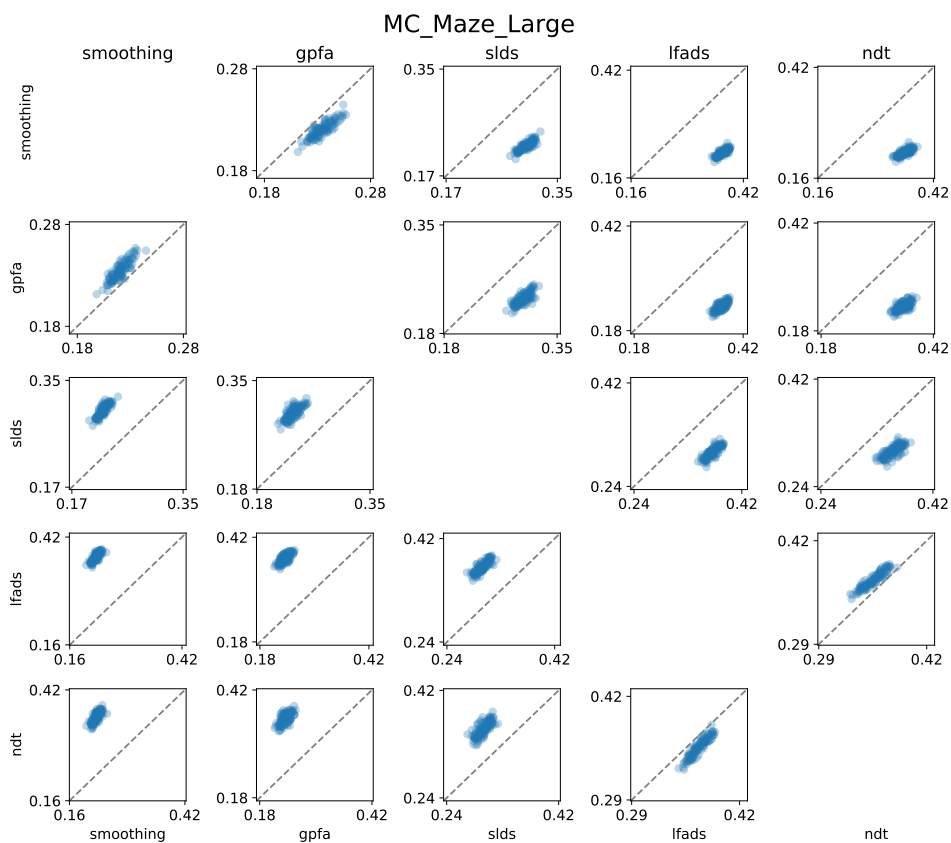 MC_Maze_Large
smoothing gpfa slds lfads ndt
smoothing
0.28 0.35 0.42 0.42
0.18 0.17 0.16 0.16
0.18 0.28 0.17 0.35 0.16 0.42 0.16 0.42
gpfa
0.28 0.35 0.42 0.42
0.18 0.18 0.18 0.18
0.18 0.28 0.18 0.35 0.18 0.42 0.18 0.42
slds
0.35 0.35 0.42 0.42
0.17 0.18 0.24 0.24
0.17 0.35 0.18 0.35 0.24 0.42 0.24 0.42
lfads
0.42 0.42 0.42 0.42
0.16 0.18 0.24 0.29
0.16 0.42 0.18 0.42 0.24 0.42 0.29 0.42
ndt
0.42 0.42 0.42 0.42
0.16 0.18 0.24 0.29
0.16 0.42 0.18 0.42 0.24 0.42 0.29 0.42
smoothing gpfa slds lfads ndt